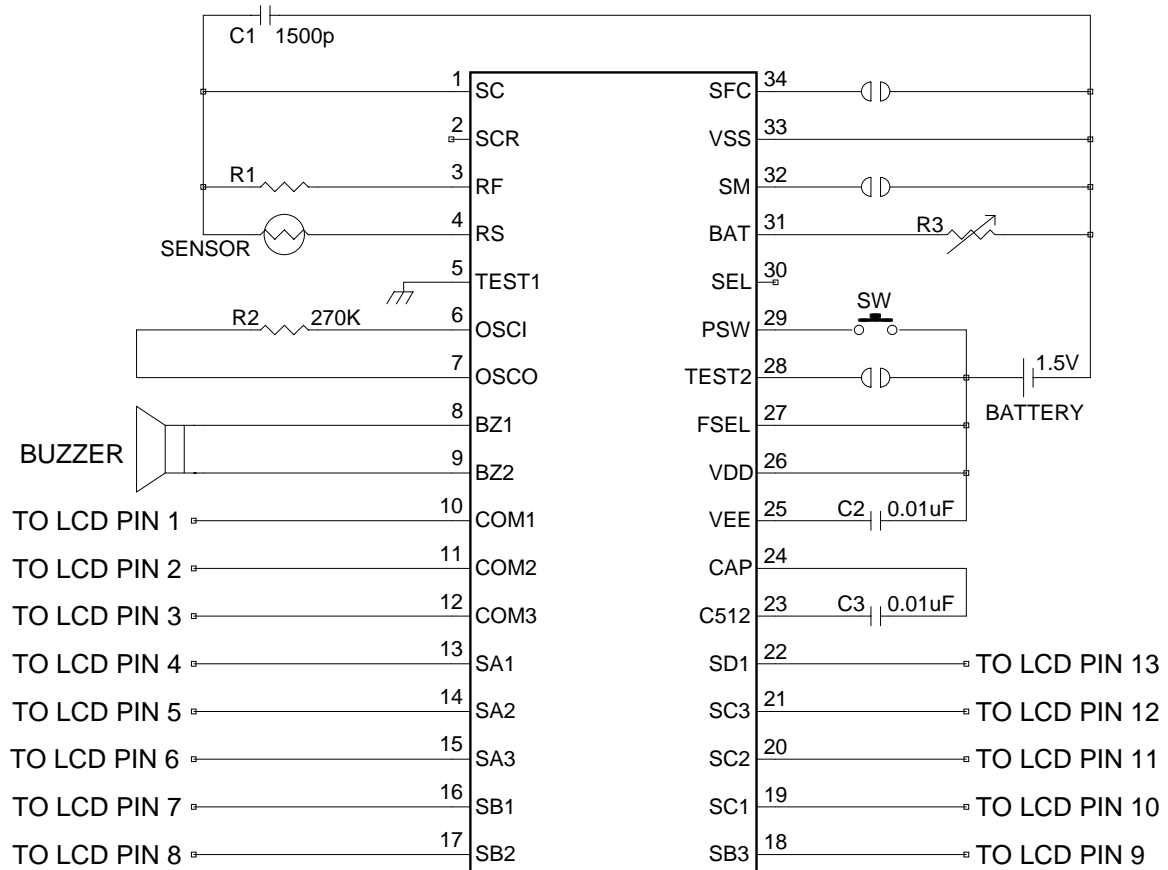 C1 1500p
1 SC SFC 34
2 SCR VSS 33
R1 3 RF SM 32
SENSOR 4 RS BAT 31 R3
5 TEST1 SEL 30
R2 270K 6 OSCI PSW 29 SW
7 OSCO TEST2 28 1.5V
BATTERY
BUZZER 8 BZ1 FSEL 27
9 BZ2 VDD 26
TO LCD PIN 1 10 COM1 VEE 25 C2 0.01uF
TO LCD PIN 2 11 COM2 CAP 24
TO LCD PIN 3 12 COM3 C512 23 C3 0.01uF
TO LCD PIN 4 13 SA1 SD1 22 TO LCD PIN 13
TO LCD PIN 5 14 SA2 SC3 21 TO LCD PIN 12
TO LCD PIN 6 15 SA3 SC2 20 TO LCD PIN 11
TO LCD PIN 7 16 SB1 SC1 19 TO LCD PIN 10
TO LCD PIN 8 17 SB2 SB3 18 TO LCD PIN 9